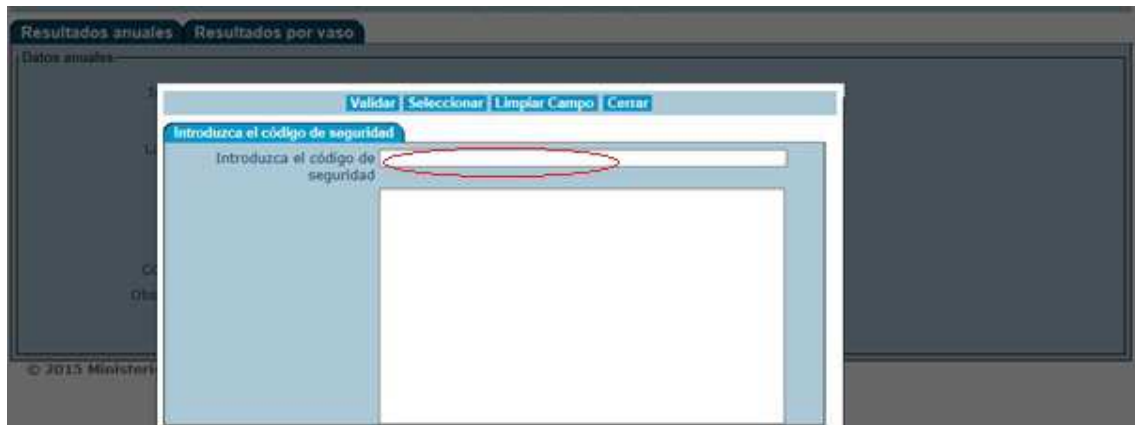 Resultados anuales Resultados por vaso
Datos anuales
Validar Seleccionar Limpiar Campo Cerrar
Introduzca el código de seguridad
Introduzca el código de
seguridad
© 2015